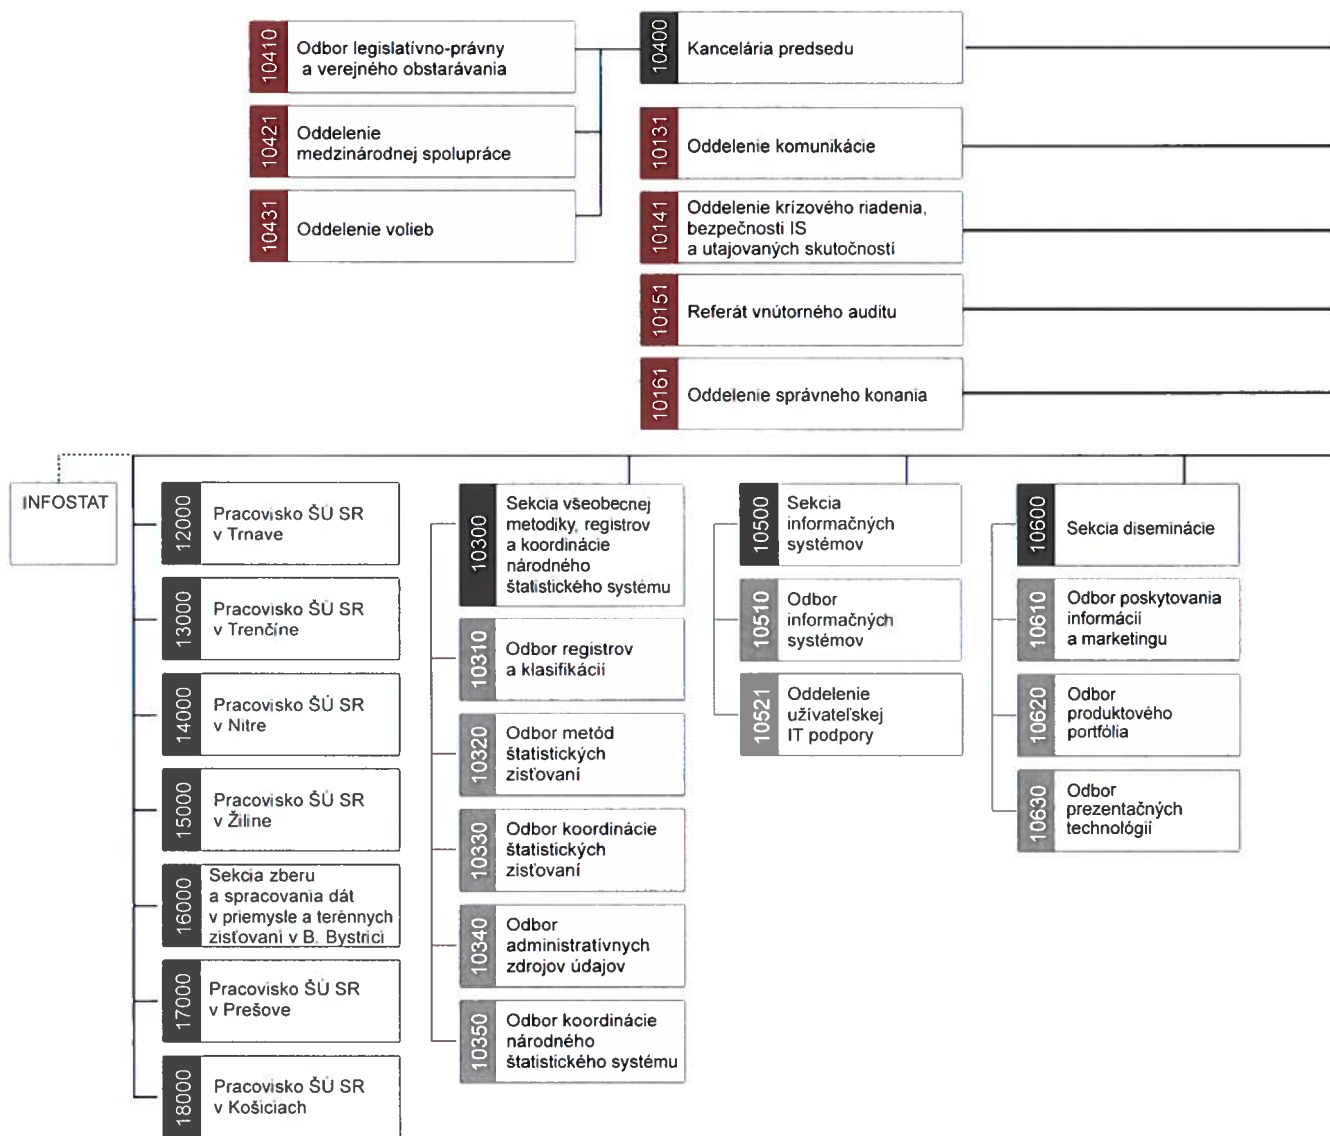 10410
Odbor legislatívno-právny
a verejného obstarávania
10421
Oddelenie
medzinárodnej spolupráce
10431
Oddelenie volieb
10400
Kancelária predsedu
10131
Oddelenie komunikácie
10141
Oddelenie krízového riadenia,
bezpečnosti IS
a utajovaných skutočností
10151
Referát vnútorného auditu
10161
Oddelenie správneho konania
INFOSTAT
12000
Pracovisko ŠÚ SR
v Trnave
13000
Pracovisko ŠÚ SR
v Trenčíne
14000
Pracovisko ŠÚ SR
v Nitre
15000
Pracovisko ŠÚ SR
v Žiline
16000
Sekcia zberu
a spracovania dát
v priemysle a terénnych
zisťovaní v B. Bystrici
17000
Pracovisko ŠÚ SR
v Prešove
18000
Pracovisko ŠÚ SR
v Košiciach
10300
Sekcia všeobecnej
metodiky, registrov
a koordinácie
národného
štatistického systému
10310
Odbor registrov
a klasifikácií
10320
Odbor metód
štatistických
zisťovaní
10330
Odbor koordinácie
štatistických
zisťovaní
10340
Odbor
administratívnych
zdrojov údajov
10350
Odbor koordinácie
národného
štatistického systému
10500
Sekcia
informačných
systémov
10510
Odbor
informačných
systémov
10521
Oddelenie
užívateľskej
IT podpory
10600
Sekcia diseminácie
10610
Odbor poskytovania
informácií
a marketingu
10620
Odbor
produktového
portfólia
10630
Odbor
prezentačných
technológií